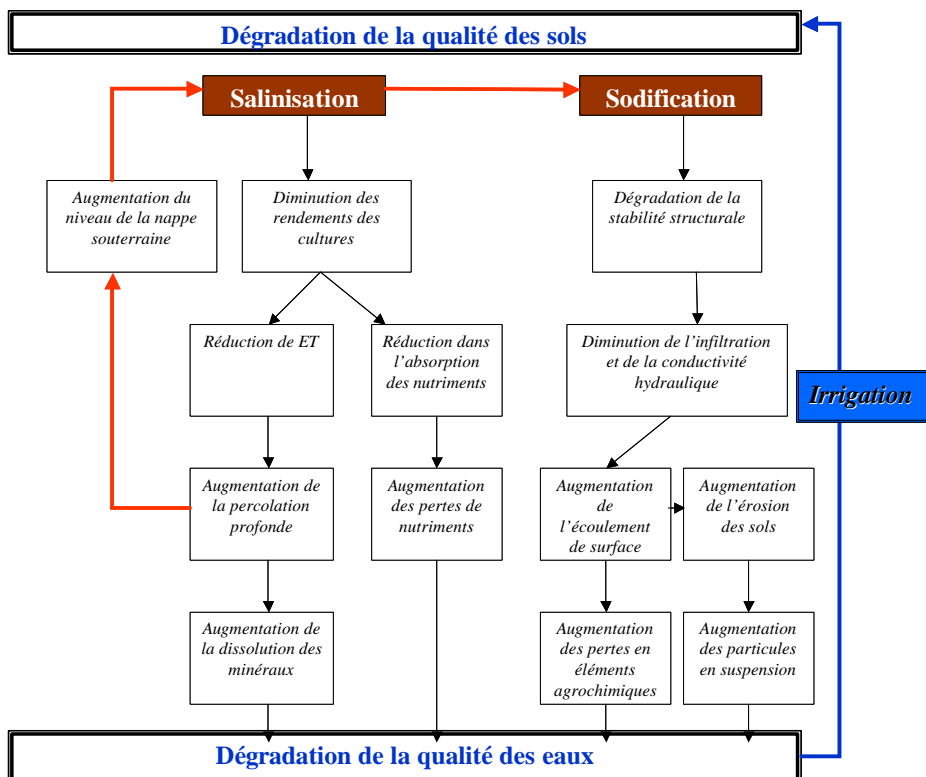 Dégradation de la qualité des sols
Salinisation
Sodification
Augmentation du
niveau de la nappe
souterraine
Diminution des
rendements des
cultures
Dégradation de la
stabilité structurale
Réduction de ET
Réduction dans
l’absorption
des nutriments
Diminution de l’infiltration
et de la conductivité
hydraulique
Irrigation
Augmentation de
la percolation
profonde
Augmentation
des pertes de
nutriments
Augmentation
de
l’écoulement
de surface
Augmentation
de l’érosion
des sols
Augmentation de
la dissolution des
minéraux
Augmentation
des pertes en
éléments
agrochimiques
Augmentation
des particules
en suspension
Dégradation de la qualité des eaux